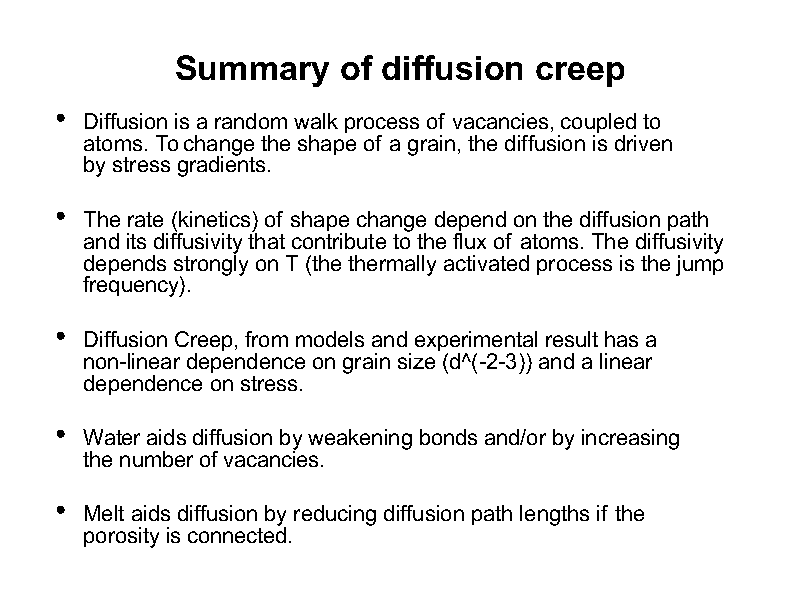 Summary of diffusion creep
• Diffusion is a random walk process of vacancies, coupled to
atoms. To change the shape of a grain, the diffusion is driven
by stress gradients.
• The rate (kinetics) of shape change depend on the diffusion path
and its diffusivity that contribute to the flux of atoms. The diffusivity
depends strongly on T (the thermally activated process is the jump
frequency).
• Diffusion Creep, from models and experimental result has a
non-linear dependence on grain size (d^(-2-3)) and a linear
dependence on stress.
• Water aids diffusion by weakening bonds and/or by increasing
the number of vacancies.
• Melt aids diffusion by reducing diffusion path lengths if the
porosity is connected.